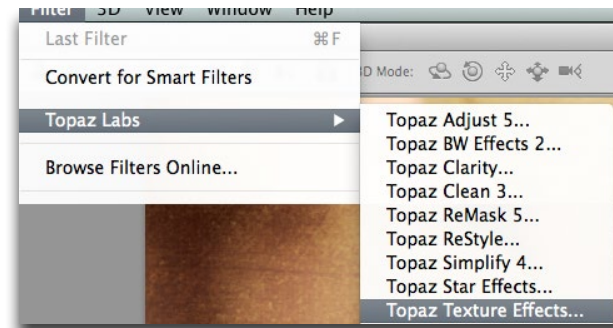 Filter 3D View Window Help
Last Filter ⌘F
3D Mode:
Convert for Smart Filters
Topaz Labs ▶
Topaz Adjust 5...
Topaz BW Effects 2...
Topaz Clarity...
Browse Filters Online...
Topaz Clean 3...
Topaz ReMask 5...
Topaz ReStyle...
Topaz Simplify 4...
Topaz Star Effects...
Topaz Texture Effects...